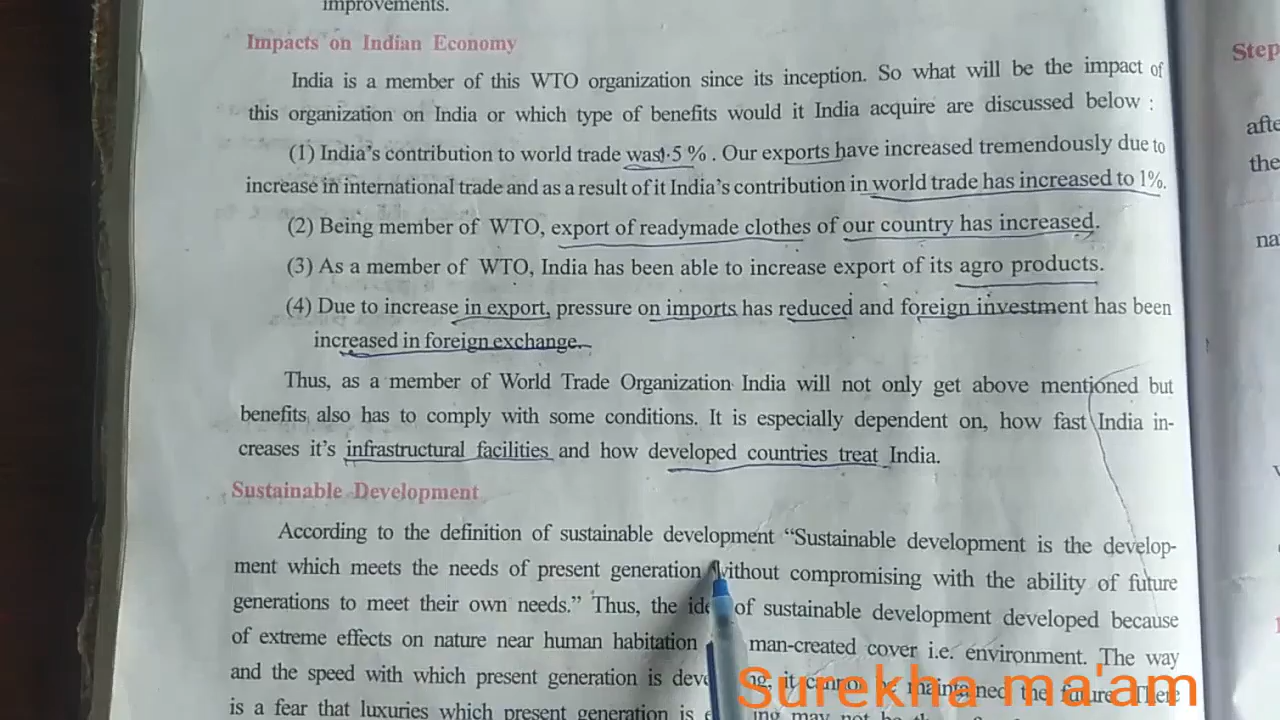 improvements.
Impacts on Indian Economy
India is a member of this WTO organization since its inception. So what will be the impact of
this organization on India or which type of benefits would it India acquire are discussed below :
(1) India's contribution to world trade was1·5 %. Our exports have increased tremendously due to
increase in international trade and as a result of it India's contribution in world trade has increased to 1%.
(2) Being member of WTO, export of readymade clothes of our country has increased.
(3) As a member of WTO, India has been able to increase export of its agro products.
(4) Due to increase in export, pressure on imports has reduced and foreign investment has been
increased in foreign exchange.
Thus, as a member of World Trade Organization India will not only get above mentioned but
benefits also has to comply with some conditions. It is especially dependent on, how fast India in-
creases it's infrastructural facilities and how developed countries treat India.
Sustainable Development
According to the definition of sustainable development “Sustainable development is the develop-
ment which meets the needs of present generation without compromising with the ability of future
generations to meet their own needs.” Thus, the of sustainable development developed because
of extreme effects on nature near human habitation man-created cover i.e. environment. The way
and the speed with which present generation is it cannot be maintained the future. There
is a fear that luxuries which present generation is may not be
Surekha ma'am
Step
afte
the
na